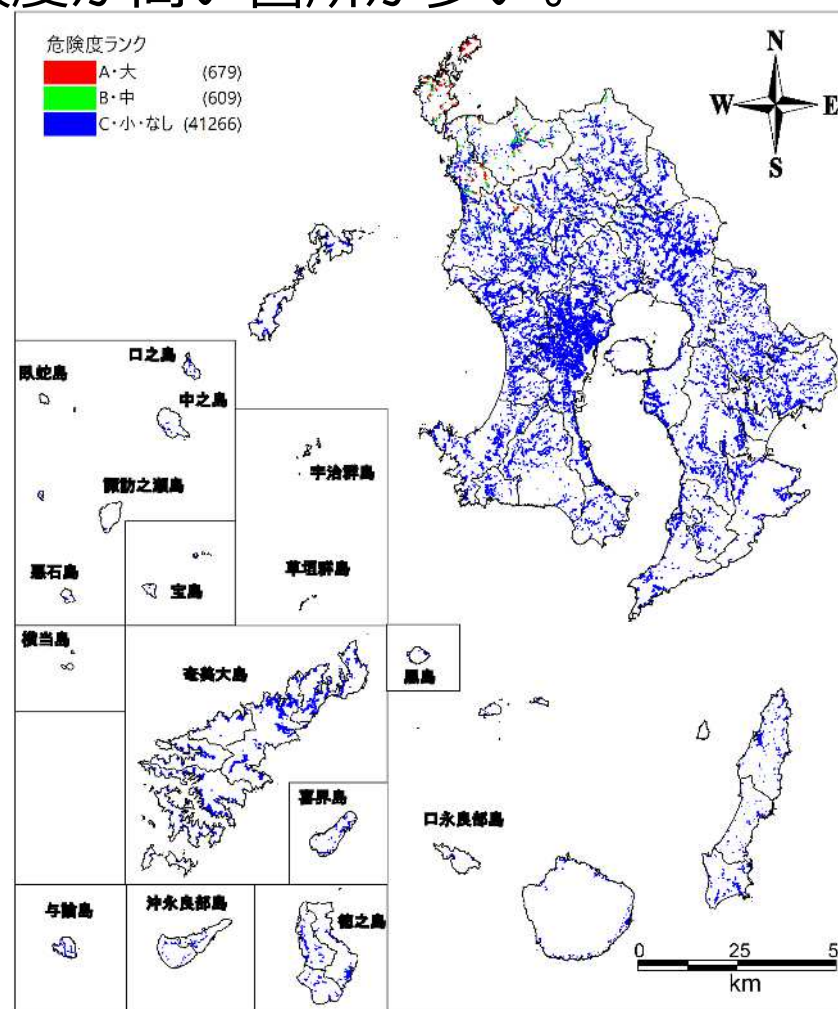 度が高い箇所が多い。
危険度ランク
A・大 (679)
B・中 (609)
C・小・なし (41266)
N
W E
S
口之島
臥蛇島
中之島
宇治群島
諏訪之瀬島
草垣群島
悪石島
宝島
横当島
奄美大島
黒島
喜界島
口永良部島
与論島
沖永良部島
徳之島
0 25 5
km